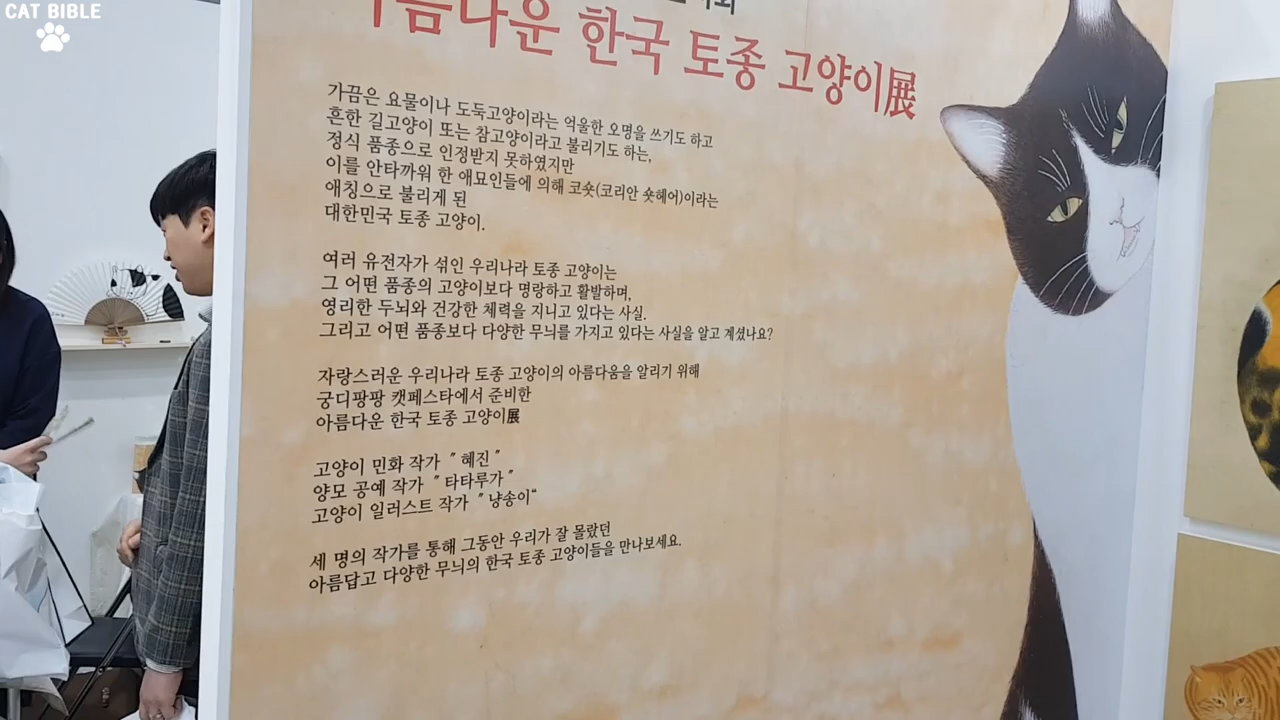 CAT BIBLE
아름다운 한국 토종 고양이展
가끔은 요물이나 도둑고양이라는 억울한 오명을 쓰기도 하고
흔한 길고양이 또는 참고양이라고 불리기도 하는,
정식 품종으로 인정받지 못하였지만
이를 안타까워 한 애묘인들에 의해 코숏(코리안 숏헤어)이라는
애칭으로 불리게 된
대한민국 토종 고양이.
여러 유전자가 섞인 우리나라 토종 고양이는
그 어떤 품종의 고양이보다 명랑하고 활발하며,
영리한 두뇌와 건강한 체력을 지니고 있다는 사실.
그리고 어떤 품종보다 다양한 무늬를 가지고 있다는 사실을 알고 계셨나요?
자랑스러운 우리나라 토종 고양이의 아름다움을 알리기 위해
궁디팡팡 캣페스타에서 준비한
아름다운 한국 토종 고양이展
고양이 민화 작가 " 혜진 "
양모 공예 작가 " 타타루가 "
고양이 일러스트 작가 " 냥송이"
세 명의 작가를 통해 그동안 우리가 잘 몰랐던
아름답고 다양한 무늬의 한국 토종 고양이들을 만나보세요.